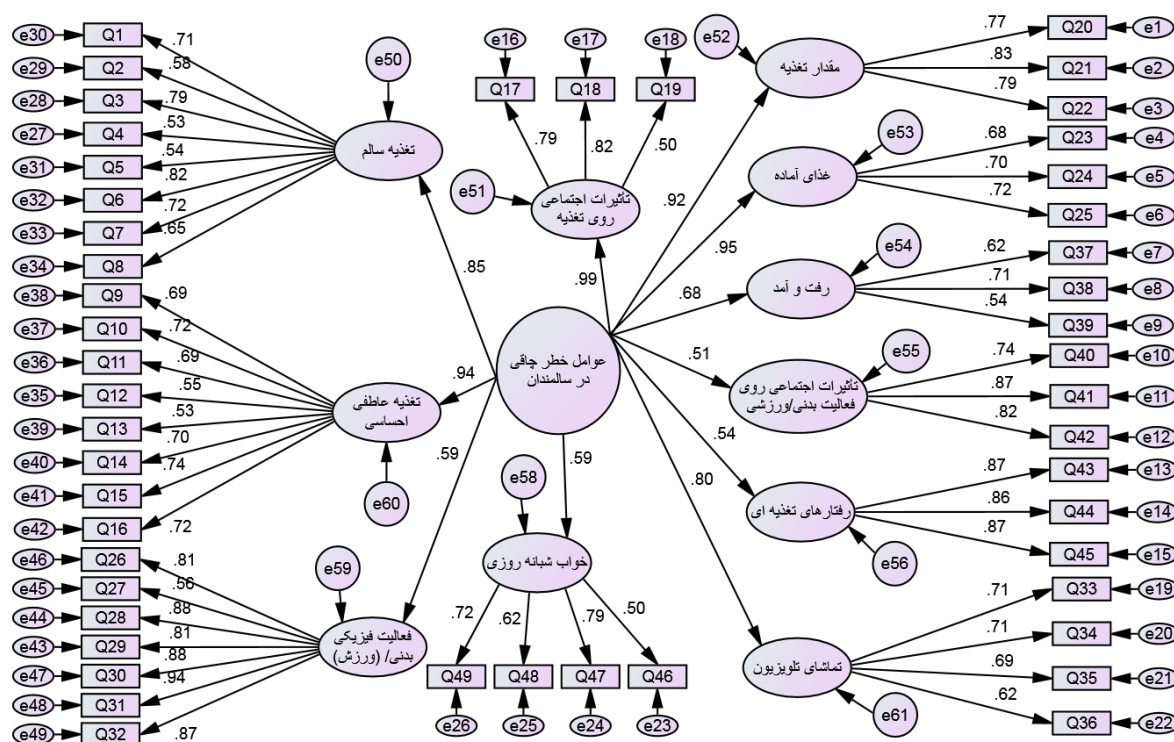 e30 Q1 .71
e29 Q2 .58
e28 Q3 .79
e27 Q4 .53
e31 Q5 .54
e32 Q6 .82
e33 Q7 .72
e34 Q8 .65
e50
تغذیه سالم
.85
e38 Q9 .69
e37 Q10 .72
e36 Q11 .69
e35 Q12 .55
e39 Q13 .53
e40 Q14 .70
e41 Q15 .74
e42 Q16 .72
تغذیه عاطفی
احساسی
e60
.94
e46 Q26 .81
e45 Q27 .56
e44 Q28 .88
e43 Q29 .81
e47 Q30 .88
e48 Q31 .94
e49 Q32 .87
e59
فعالیت فیزیکی
بدنی/ (ورزش)
.59
e16 e17 e18
Q17 Q18 Q19
.79 .82 .50
e51
تأثیرات اجتماعی
روی تغذیه
.99
عوامل خطر چاقی
در سالمندان
.59
e58
خواب شبانه روزی
.72 .62 .79 .50
Q49 Q48 Q47 Q46
e26 e25 e24 e23
e52
مقدار تغذیه
.92
.77 Q20 e1
.83 Q21 e2
.79 Q22 e3
e53
غذای آماده
.95
.68 Q23 e4
.70 Q24 e5
.72 Q25 e6
e54
رفت و آمد
.68
.62 Q37 e7
.71 Q38 e8
.54 Q39 e9
e55
تأثیرات اجتماعی روی
فعالیت بدنی/ورزشی
.51
.74 Q40 e10
.87 Q41 e11
.82 Q42 e12
رفتارهای تغذیه ای
e56
.54
.87 Q43 e13
.86 Q44 e14
.87 Q45 e15
تماشای تلویزیون
e61
.80
.71 Q33 e19
.71 Q34 e20
.69 Q35 e21
.62 Q36 e22